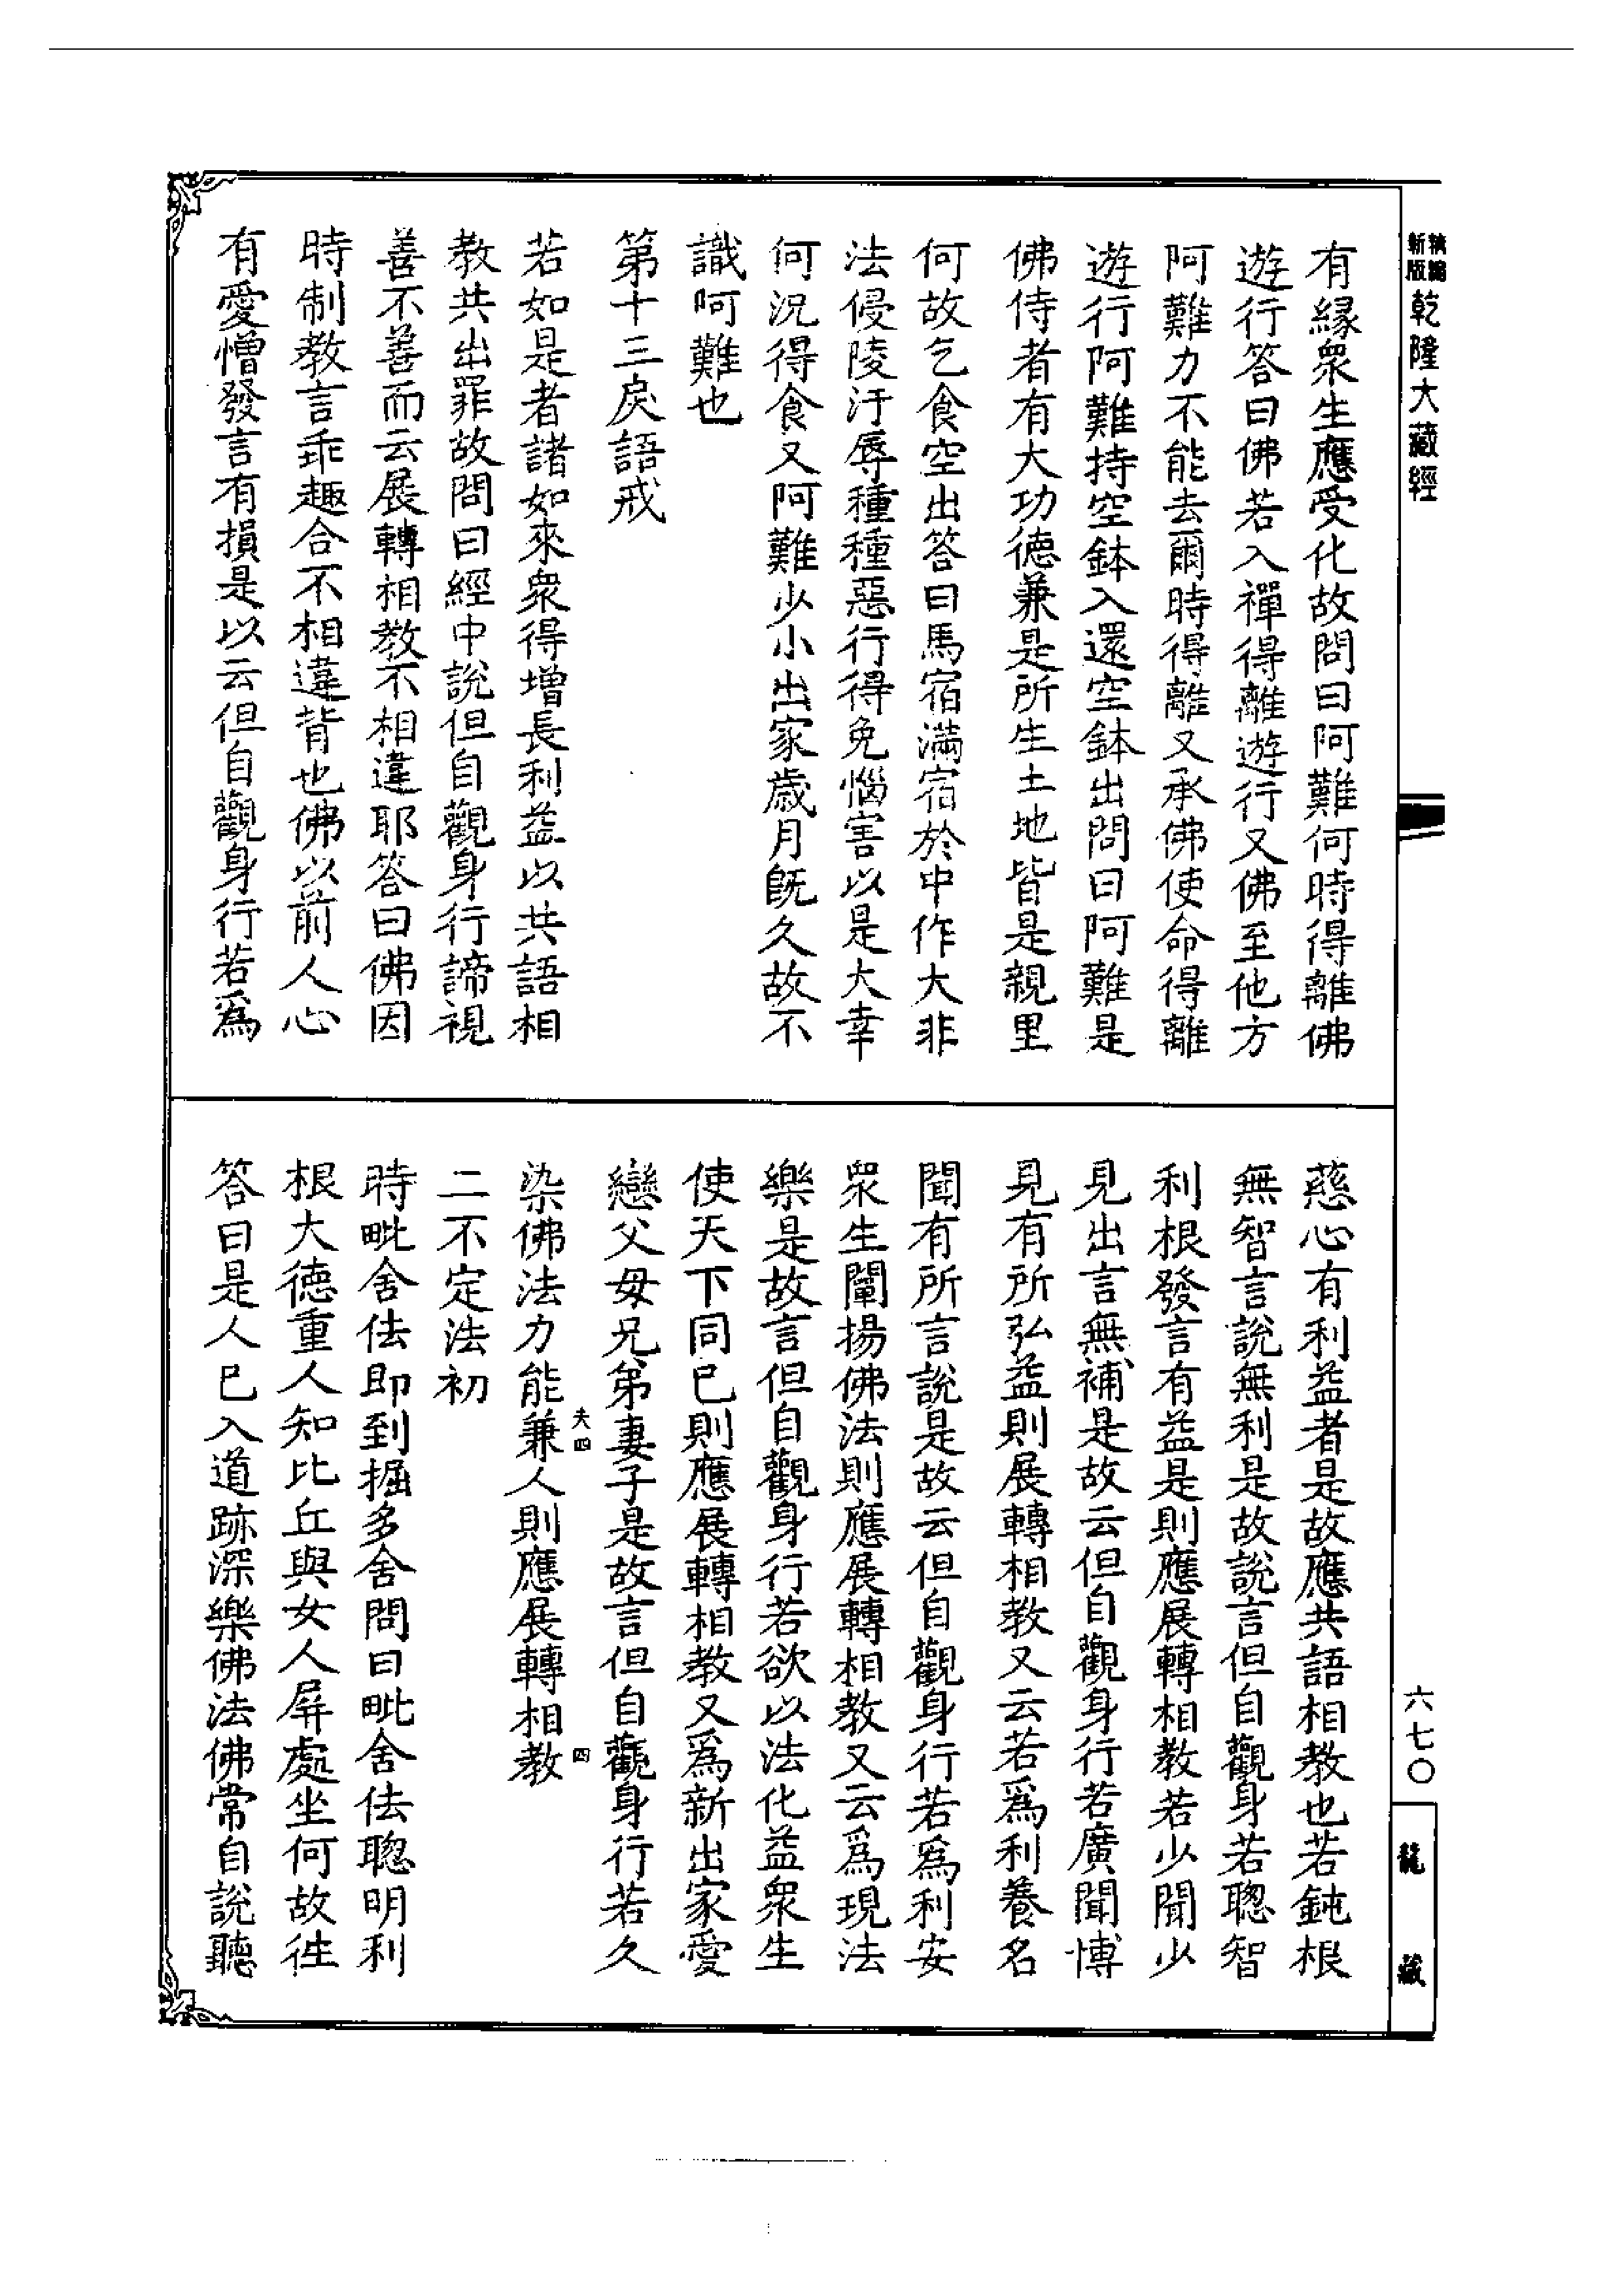 新編
新版
乾隆大藏經
有緣衆生應受化故問曰阿難何時得離佛
遊行答曰佛若入禪得離遊行又佛至他方
阿難力不能去爾時得離又承佛使命得離
遊行阿難持空鉢入還空鉢出問曰阿難是
佛侍者有大功德兼是所生土地皆是親里
何故乞食空出答曰馬宿滿宿於中作大非
法侵陵汙辱種種惡行得免惱害以是大幸
何況得食又阿難少小出家歲月旣久故不
識阿難也
第十三戾語戒
若如是者諸如來衆得增長利益以共語相
教共出罪故問曰經中說但自觀身行諦視
善不善而云展轉相教不相違耶答曰佛因
時制教言乖趣合不相違背也佛以前人心
有愛憎發言有損是以云但自觀身行若爲
慈心有利益者是故應共語相教也若鈍根
無智言說無利是故說言但自觀身若聰智
利根發言有益是則應展轉相教若少聞少
見出言無補是故云但自觀身行若廣聞博
見有所弘益則展轉相教又云若爲利養名
聞有所言說是故云但自觀身行若爲利安
衆生闡揚佛法則應展轉相教又云爲現法
樂是故言但自觀身行若欲以法化益衆生
使天下同已則應展轉相教又爲新出家愛
戀父母兄弟妻子是故言但自觀身行若久
染佛法力能兼人則應展轉相教
夫四
四
二不定法初
時毗舍佉卽到掘多舍問曰毗舍佉聰明利
根大德重人知比丘與女人屏處坐何故往
答曰是人已入道跡深樂佛法佛常自說聽
六七〇
龍藏